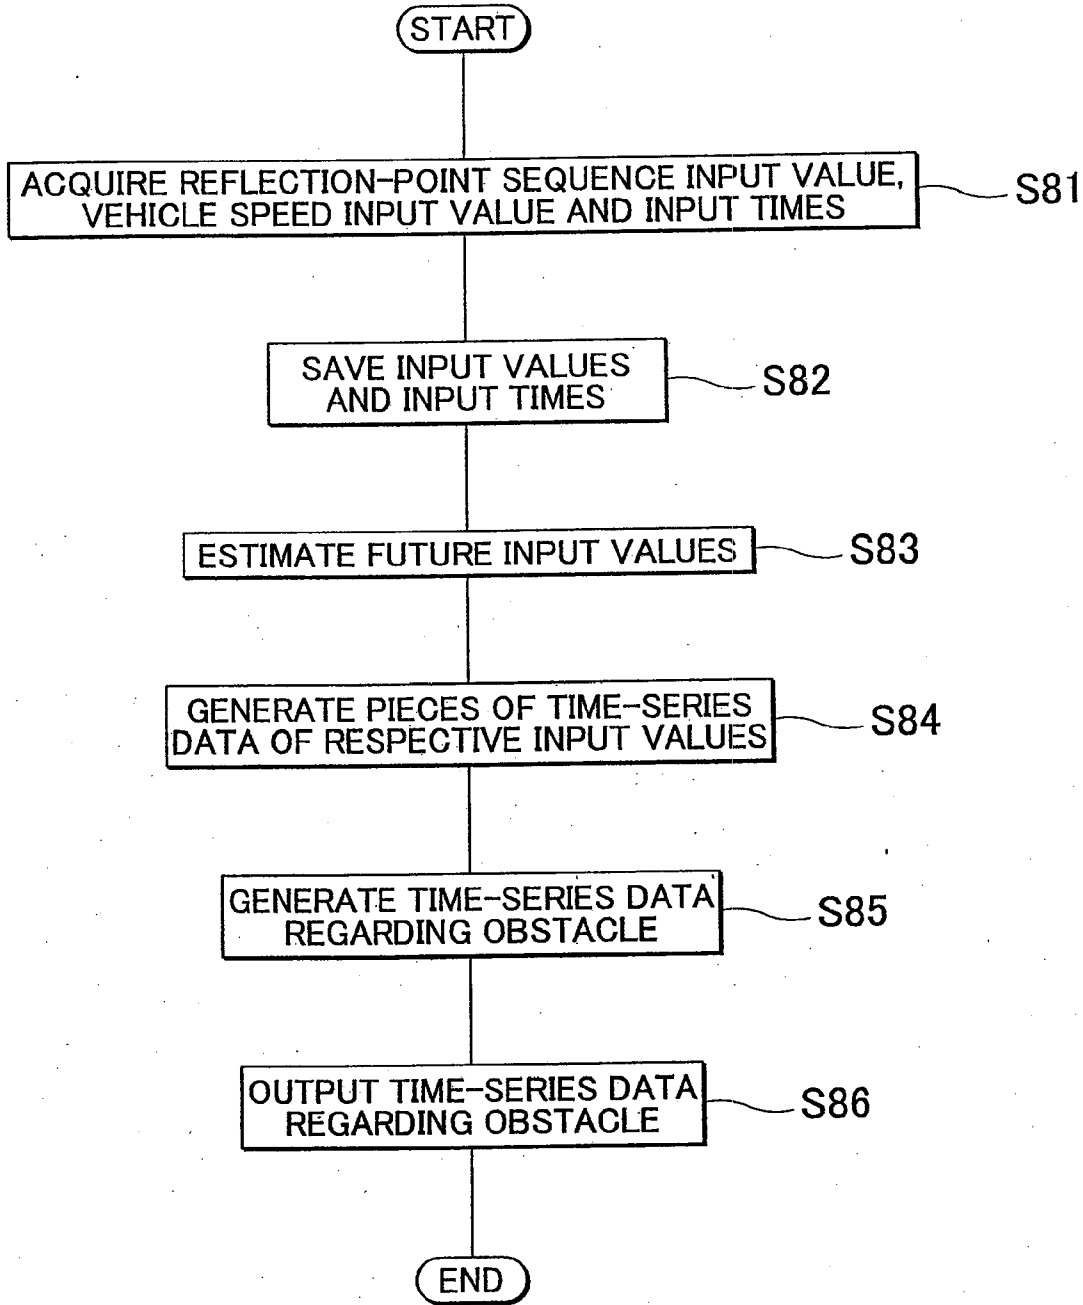 START
ACQUIRE REFLECTION-POINT SEQUENCE INPUT VALUE,
VEHICLE SPEED INPUT VALUE AND INPUT TIMES
S81
SAVE INPUT VALUES
AND INPUT TIMES
S82
ESTIMATE FUTURE INPUT VALUES
S83
GENERATE PIECES OF TIME-SERIES
DATA OF RESPECTIVE INPUT VALUES
S84
GENERATE TIME-SERIES DATA
REGARDING OBSTACLE
S85
OUTPUT TIME-SERIES DATA
REGARDING OBSTACLE
S86
END